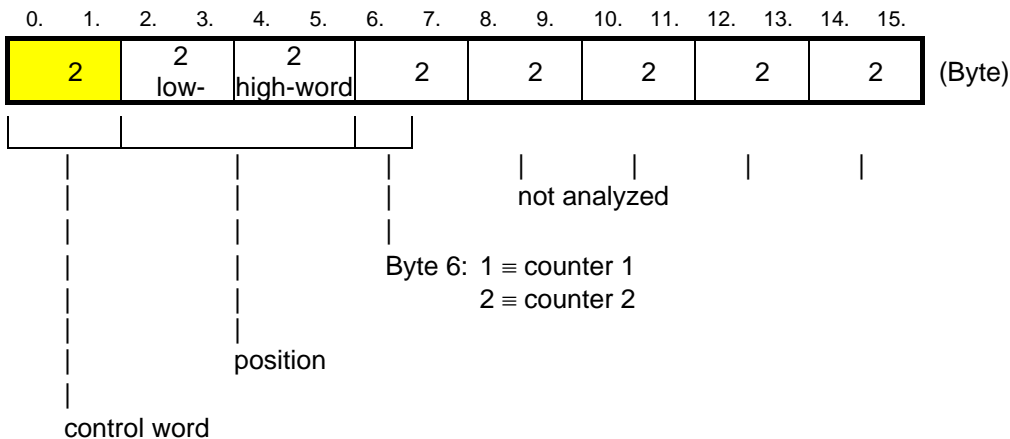 0. 1. 2. 3. 4. 5. 6. 7. 8. 9. 10. 11. 12. 13. 14. 15.
2 2 2 2 2 2 2 2 (Byte)
low- high-word
not analyzed
Byte 6: 1 ≡ counter 1
2 ≡ counter 2
position
control word